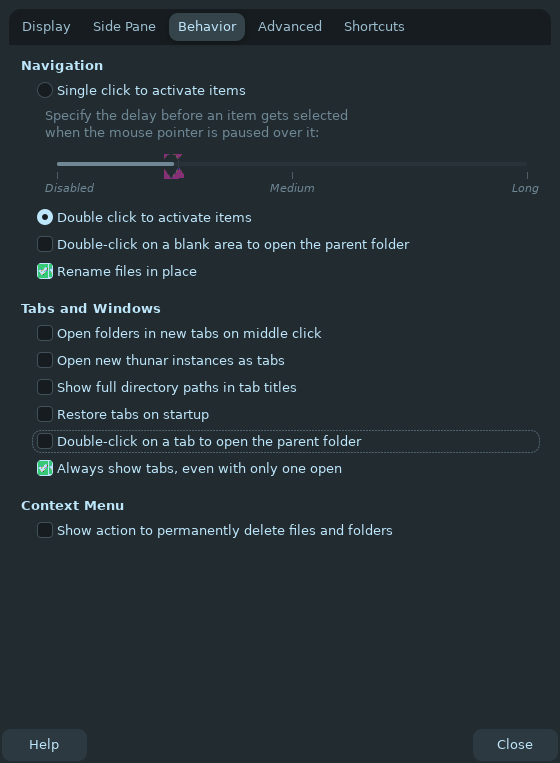 Display Side Pane Behavior Advanced Shortcuts
Navigation
Single click to activate items
Specify the delay before an item gets selected
when the mouse pointer is paused over it:
Disabled Medium Long
Double click to activate items
Double-click on a blank area to open the parent folder
Rename files in place
Tabs and Windows
Open folders in new tabs on middle click
Open new thunar instances as tabs
Show full directory paths in tab titles
Restore tabs on startup
Double-click on a tab to open the parent folder
Always show tabs, even with only one open
Context Menu
Show action to permanently delete files and folders
Help Close